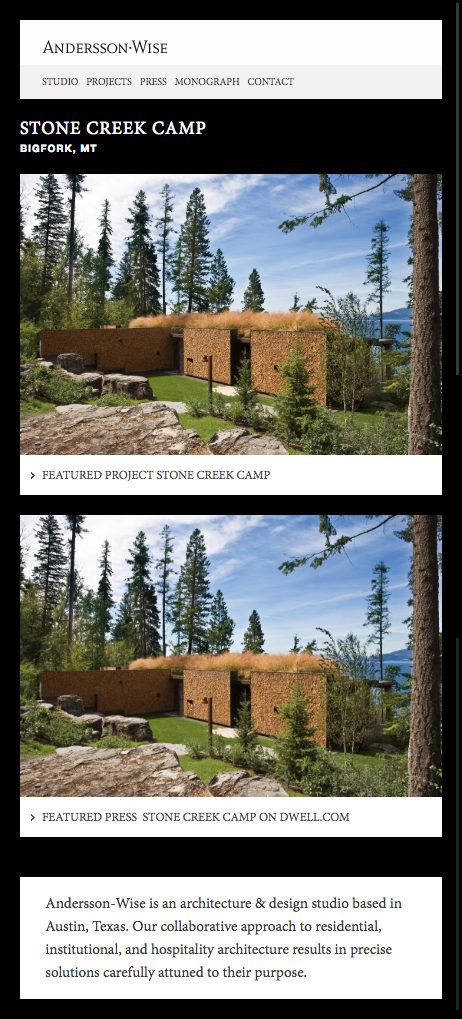 Andersson·Wise
STUDIO PROJECTS PRESS MONOGRAPH CONTACT
STONE CREEK CAMP
BIGFORK, MT
› FEATURED PROJECT STONE CREEK CAMP
› FEATURED PRESS STONE CREEK CAMP ON DWELL.COM
Andersson-Wise is an architecture & design studio based in
Austin, Texas. Our collaborative approach to residential,
institutional, and hospitality architecture results in precise
solutions carefully attuned to their purpose.